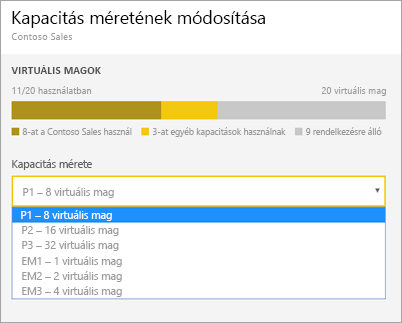 Kapacitás méretének módosítása
Contoso Sales
VIRTUÁLIS MAGOK
11/20 használatban 20 virtuális mag
8-at a Contoso Sales használ 3-at egyéb kapacitások használnak 9 rendelkezésre álló
Kapacitás mérete
P1 – 8 virtuális mag
P1 – 8 virtuális mag
P2 – 16 virtuális mag
P3 – 32 virtuális mag
EM1 – 1 virtuális mag
EM2 – 2 virtuális mag
EM3 – 4 virtuális mag